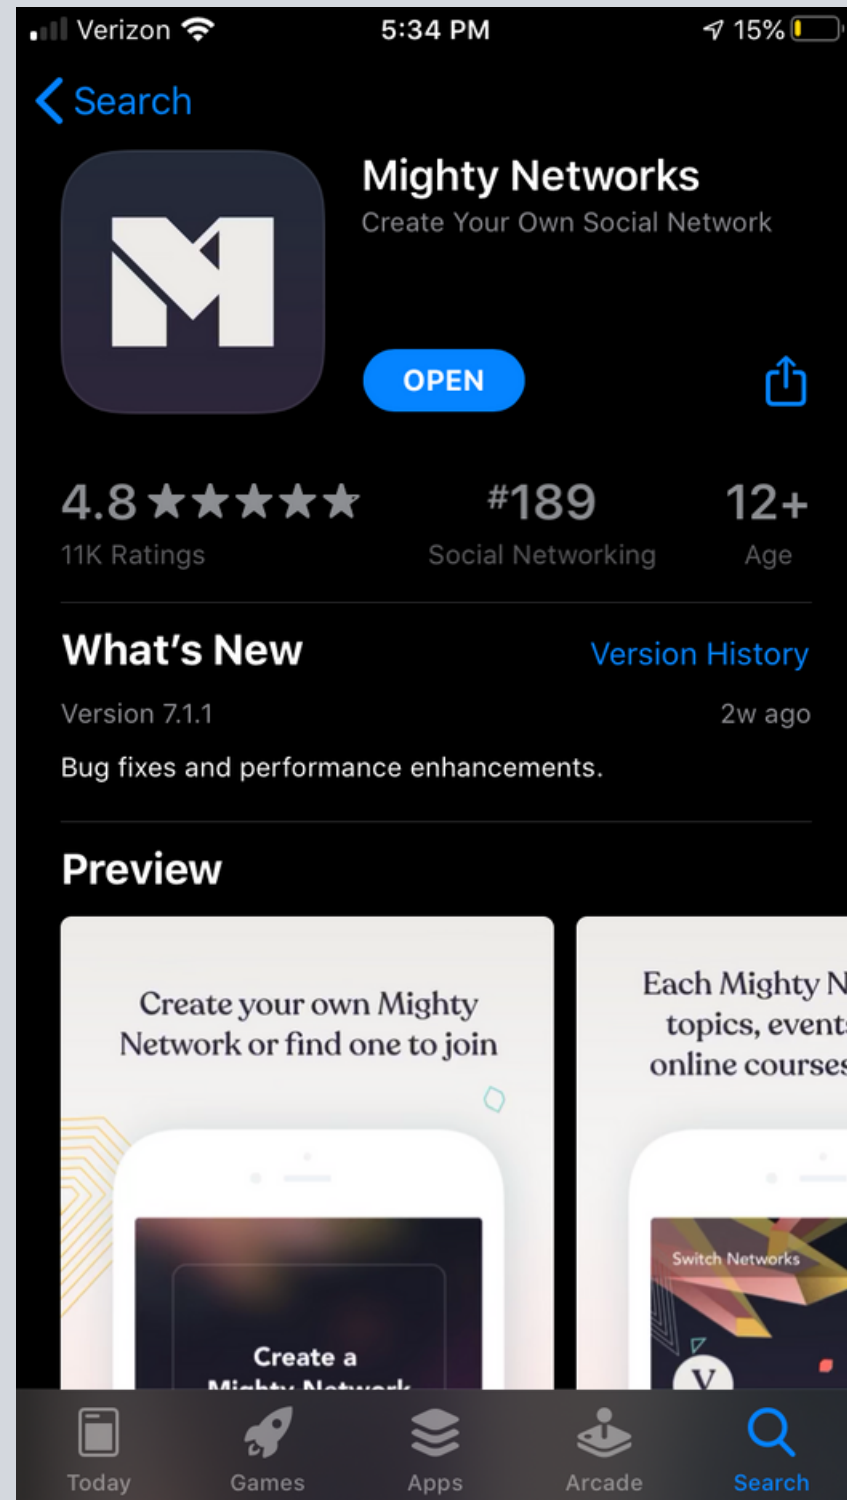 Verizon 5:34 PM 15%
Search
Mighty Networks
Create Your Own Social Network
OPEN
4.8 #189 12+
11K Ratings Social Networking Age
What's New Version History
Version 7.1.1 2w ago
Bug fixes and performance enhancements.
Preview
Create your own Mighty
Network or find one to join
Each Mighty N
topics, event
online courses
Switch Networks
Create a
Mighty Network
V
Today Games Apps Arcade Search